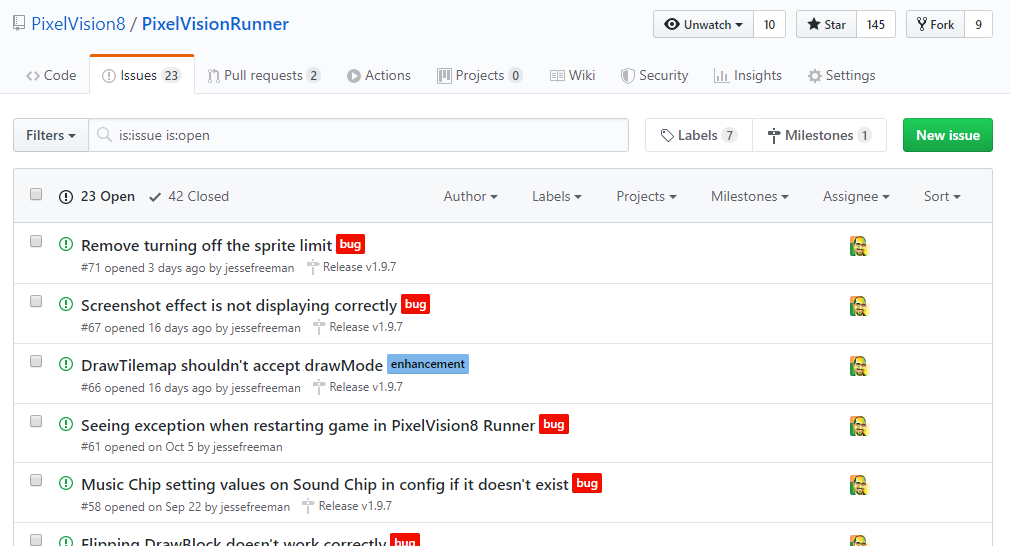 PixelVision8 / PixelVisionRunner
Unwatch 10 Star 145 Fork 9
Code Issues 23 Pull requests 2 Actions Projects 0 Wiki Security Insights Settings
Filters is:issue is:open Labels 7 Milestones 1 New issue
23 Open 42 Closed Author Labels Projects Milestones Assignee Sort
Remove turning off the sprite limit bug
#71 opened 3 days ago by jessefreeman Release v1.9.7
Screenshot effect is not displaying correctly bug
#67 opened 16 days ago by jessefreeman Release v1.9.7
DrawTilemap shouldn't accept drawMode enhancement
#66 opened 16 days ago by jessefreeman Release v1.9.7
Seeing exception when restarting game in PixelVision8 Runner bug
#61 opened on Oct 5 by jessefreeman
Music Chip setting values on Sound Chip in config if it doesn't exist bug
#58 opened on Sep 22 by jessefreeman Release v1.9.7
Flipping DrawBlock doesn't work correctly bug